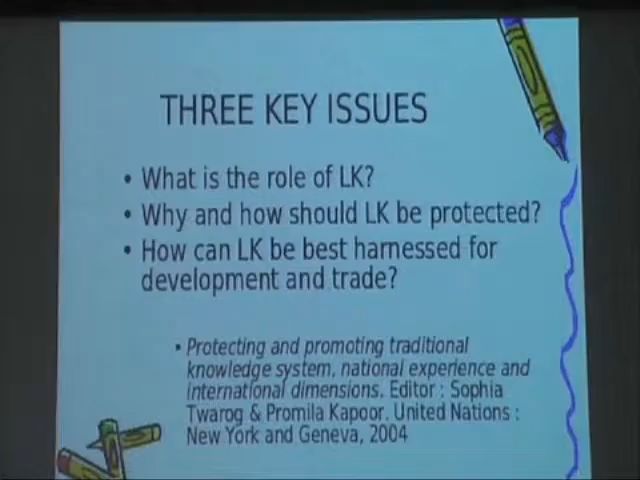 THREE KEY ISSUES
• What is the role of LK?
• Why and how should LK be protected?
• How can LK be best harnessed for
development and trade?
• Protecting and promoting traditional
knowledge system, national experience and
international dimensions. Editor : Sophia
Twarog & Promila Kapoor. United Nations :
New York and Geneva, 2004